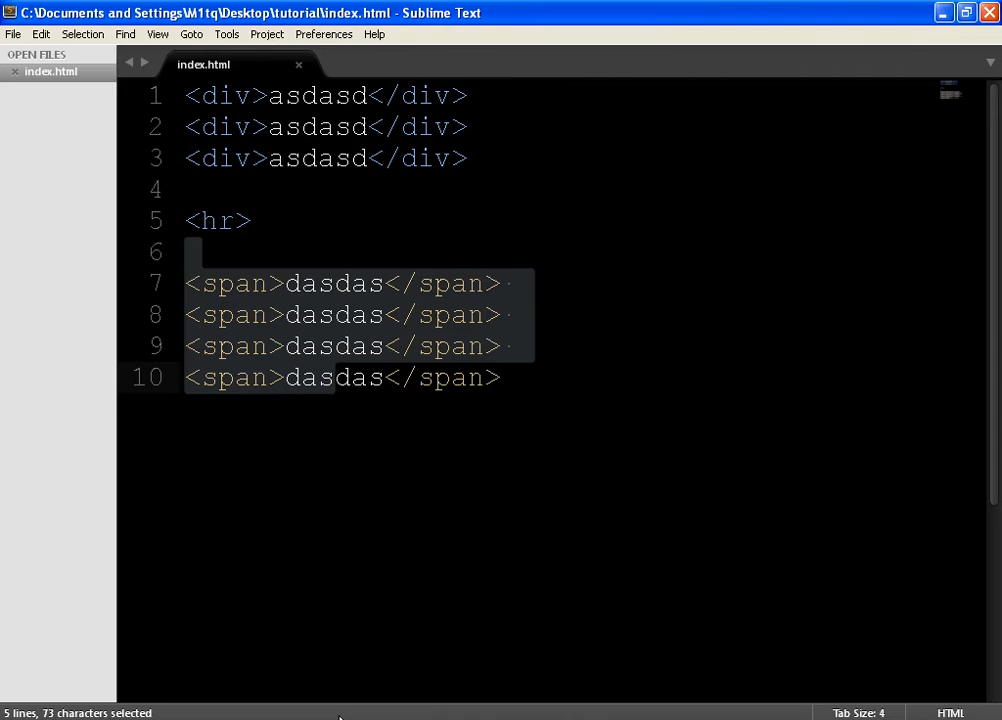 C:\Documents and Settings\M1tq\Desktop\tutorial\index.html - Sublime Text
File Edit Selection Find View Goto Tools Project Preferences Help
OPEN FILES
index.html
index.html
1 <div>asdasd</div>
2 <div>asdasd</div>
3 <div>asdasd</div>
4
5 <hr>
6
7 <span>dasdas</span>
8 <span>dasdas</span>
9 <span>dasdas</span>
10 <span>dasdas</span>
5 lines, 73 characters selected
Tab Size: 4
HTML